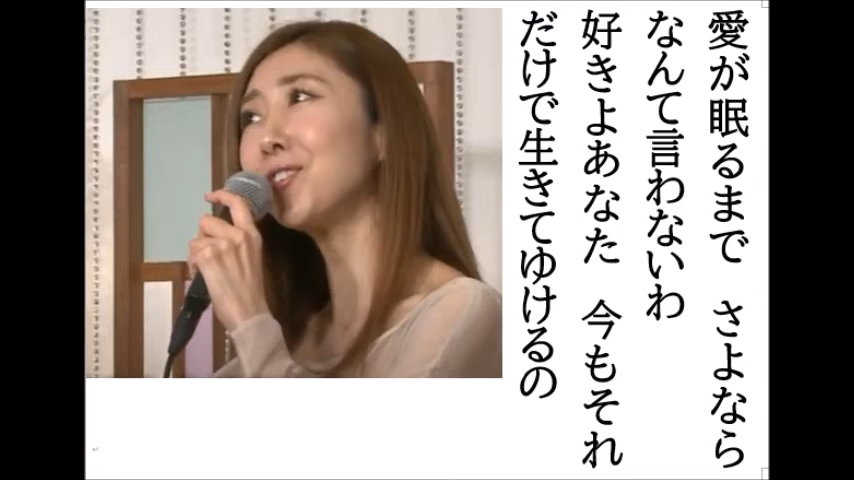 愛が眠るまで　さよなら
なんて言わないわ
好きよあなた　今もそれ
だけで生きてゆけるの